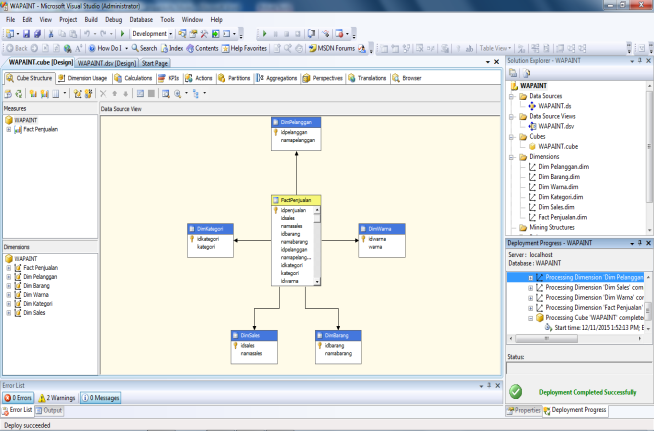 WAPAINT - Microsoft Visual Studio (Administrator)
File Edit View Project Build Debug Database Tools Window Help
Development
Back How Do I Search Index Contents Help Favorites MSDN Forums Table View
WAPAINT.cube [Design] WAPAINT.dsv [Design] Start Page
Cube Structure Dimension Usage Calculations KPIs Actions Partitions Aggregations Perspectives Translations Browser
Measures
WAPAINT
Fact Penjualan
Dimensions
WAPAINT
Fact Penjualan
Dim Pelanggan
Dim Barang
Dim Warna
Dim Kategori
Dim Sales
Data Source View
DimPelanggan
idpelanggan
namapelanggan
FactPenjualan
idpenjualan
idsales
namasales
idbarang
namabarang
idpelanggan
namapelang...
idkategori
kategori
idwarna
DimKategori
idkategori
kategori
DimWarna
idwarna
warna
DimSales
idsales
namasales
DimBarang
idbarang
namabarang
Solution Explorer - WAPAINT
WAPAINT
Data Sources
WAPAINT.ds
Data Source Views
WAPAINT.dsv
Cubes
WAPAINT.cube
Dimensions
Dim Pelanggan.dim
Dim Barang.dim
Dim Warna.dim
Dim Kategori.dim
Dim Sales.dim
Fact Penjualan.dim
Mining Structures
Deployment Progress - WAPAINT
Server : localhost
Database : WAPAINT
Processing Dimension 'Dim Pelanggan
Processing Dimension 'Dim Sales' com
Processing Dimension 'Dim Warna' cor
Processing Dimension 'Fact Penjualan'
Processing Cube 'WAPAINT' complete
Start time: 12/11/2015 1:52:13 PM; E
Status:
Deployment Completed Successfully
Properties Deployment Progress
Error List
0 Errors 2 Warnings 0 Messages
Error List Output
Deploy succeeded